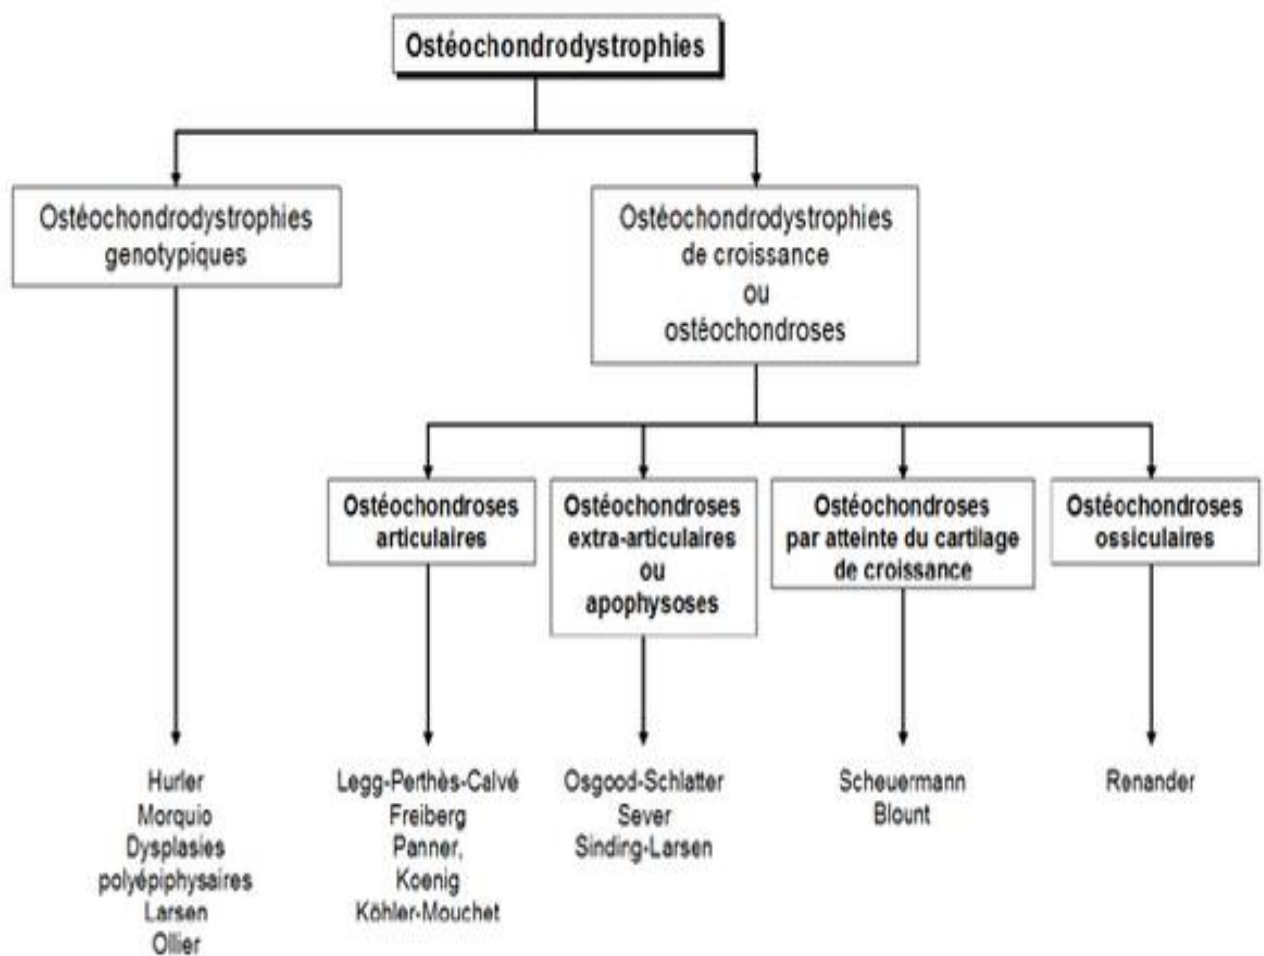 Ostéochondrodystrophies
Ostéochondrodystrophies
genotypiques
Ostéochondrodystrophies
de croissance
ou
ostéochondroses
Ostéochondroses
articulaires
Ostéochondroses
extra-articulaires
ou
apophysoses
Ostéochondroses
par atteinte du cartilage
de croissance
Ostéochondroses
ossiculaires
Hurler
Morquio
Dysplasies
polyépiphysaires
Larsen
Ollier
Legg-Perthès-Calvé
Freiberg
Panner,
Koenig
Köhler-Mouchet
Osgood-Schlatter
Sever
Sinding-Larsen
Scheuermann
Blount
Renander